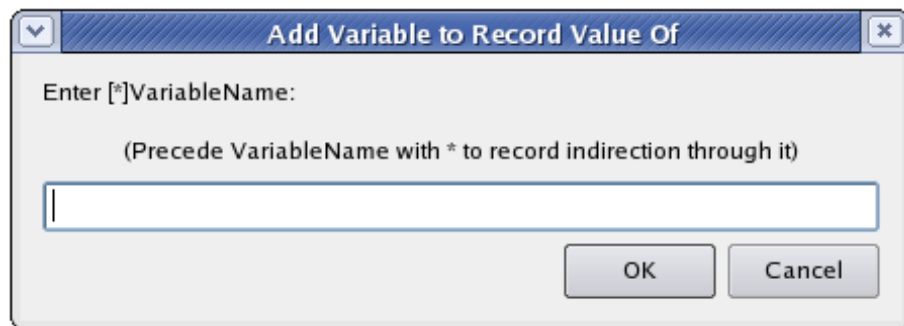 Add Variable to Record Value Of
Enter [*]VariableName:
(Precede VariableName with * to record indirection through it)
OK Cancel